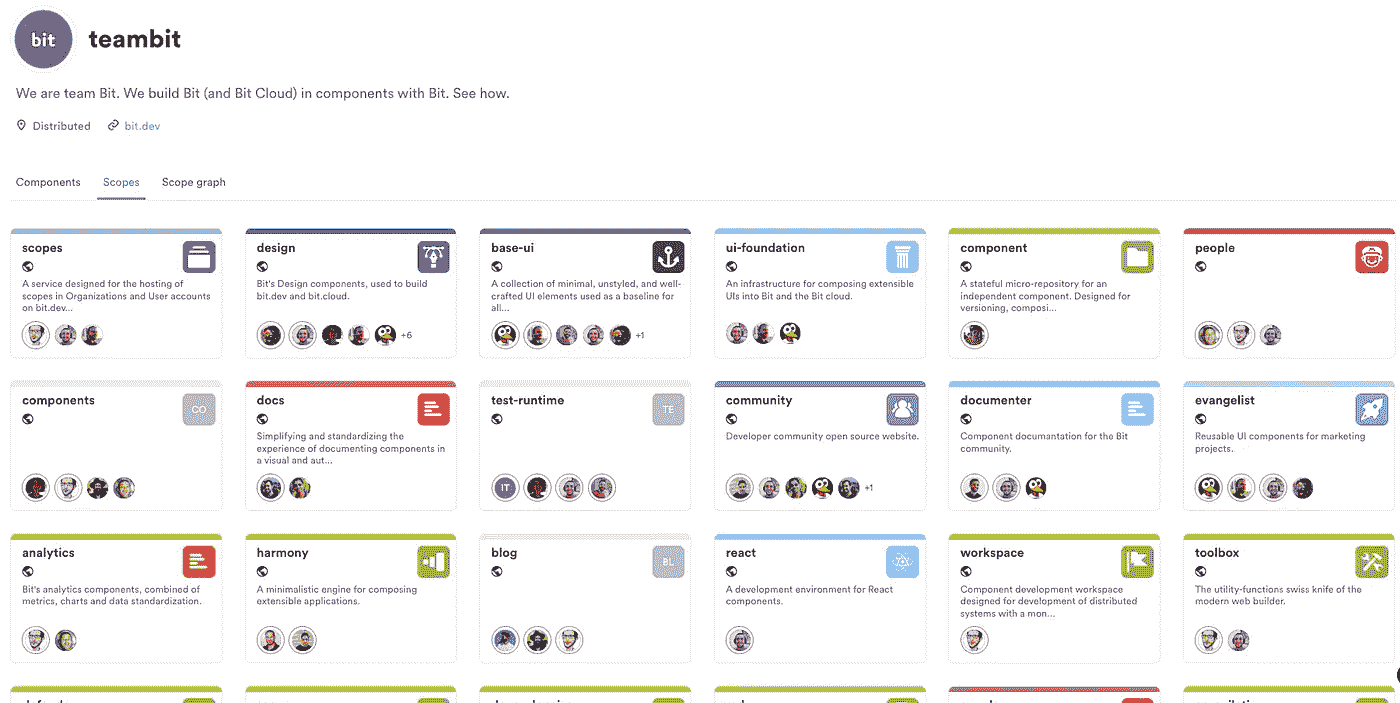 bit
teambit
We are team Bit. We build Bit (and Bit Cloud) in components with Bit. See how.
Distributed
bit.dev
Components
Scopes
Scope graph
scopes
A service designed for the hosting of
scopes in Organizations and User accounts
on bit.dev...
design
Bit's Design components, used to build
bit.dev and bit.cloud.
+6
base-ui
A collection of minimal, unstyled, and well-
crafted UI elements used as a baseline for
all...
+1
ui-foundation
An infrastructure for composing extensible
UIs into Bit and the Bit cloud.
component
A stateful micro-repository for an
independent component. Designed for
versioning, composi...
people
components
CO
docs
Simplifying and standardizing the
experience of documenting components in
a visual and aut...
test-runtime
TE
IT
community
Developer community open source website.
+1
documenter
Component documantation for the Bit
community.
evangelist
Reusable UI components for marketing
projects.
analytics
Bit's analytics components, combined of
metrics, charts and data standardization.
harmony
A minimalistic engine for composing
extensible applications.
blog
BL
react
A development environment for React
components.
workspace
Component development workspace
designed for development of distributed
systems with a mon...
toolbox
The utility-functions swiss knife of the
modern web builder.